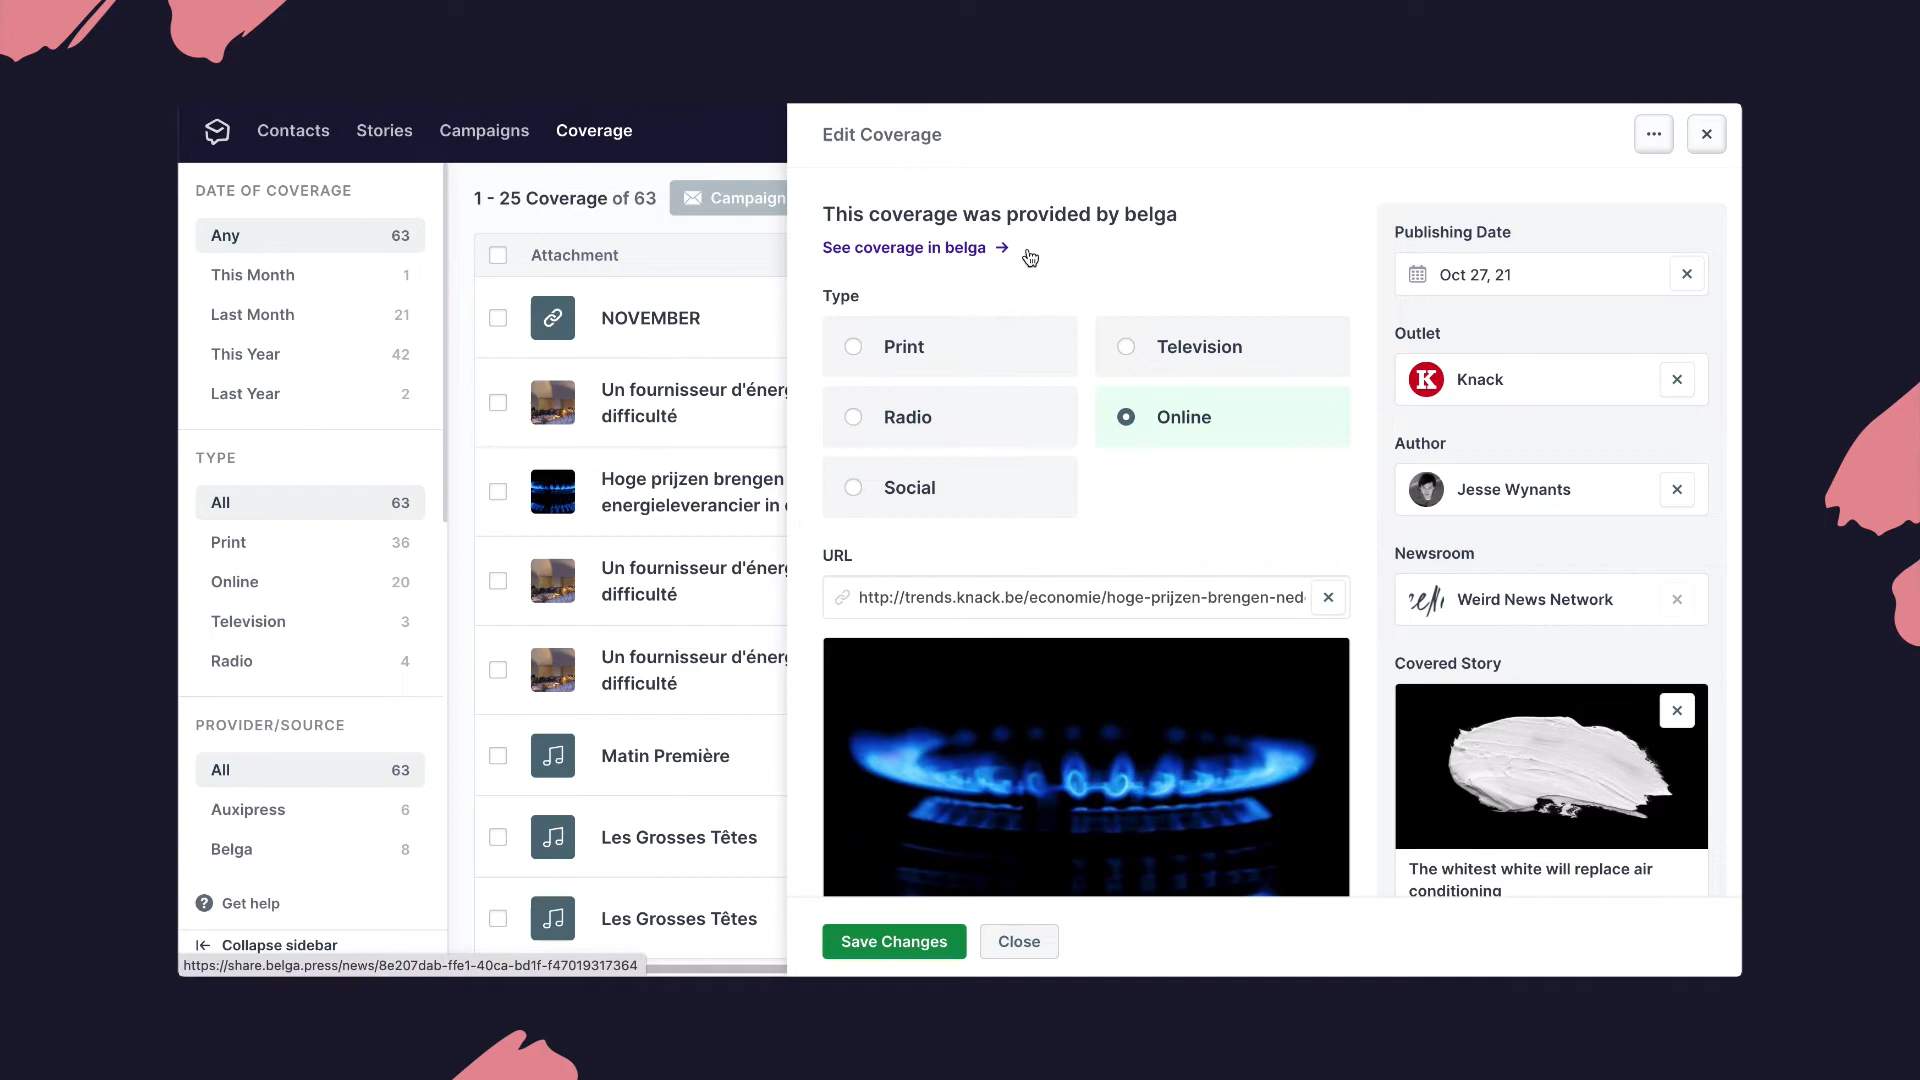 Contacts
Stories
Campaigns
Coverage
DATE OF COVERAGE
Any 63
This Month 1
Last Month 21
This Year 42
Last Year 2
TYPE
All 63
Print 36
Online 20
Television 3
Radio 4
PROVIDER/SOURCE
All 63
Auxipress 6
Belga 8
Get help
Collapse sidebar
https://share.belga.press/news/8e207dab-ffe1-40ca-bd1f-f47019317364
1 - 25 Coverage of 63
Campaign
Attachment
NOVEMBER
Un fournisseur d'énerg
difficulté
Hoge prijzen brengen
energieleverancier in
Un fournisseur d'énerg
difficulté
Un fournisseur d'énerg
difficulté
Matin Première
Les Grosses Têtes
Les Grosses Têtes
Edit Coverage
This coverage was provided by belga
See coverage in belga →
Type
Print
Television
Radio
Online
Social
URL
http://trends.knack.be/economie/hoge-prijzen-brengen-ned
Save Changes
Close
Publishing Date
Oct 27, 21
Outlet
K Knack
Author
Jesse Wynants
Newsroom
Weird News Network
Covered Story
The whitest white will replace air
conditioning